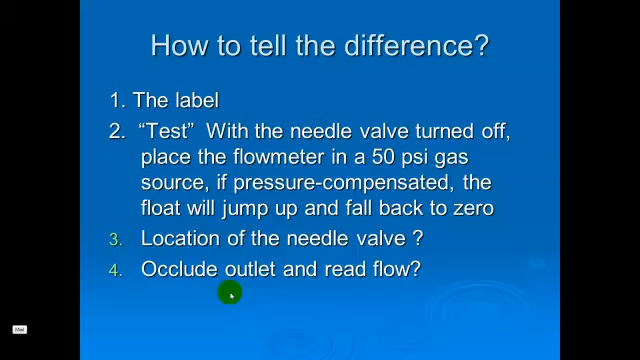 How to tell the difference?
1. The label
2. “Test” With the needle valve turned off,
place the flowmeter in a 50 psi gas
source, if pressure-compensated, the
float will jump up and fall back to zero
3. Location of the needle valve ?
4. Occlude outlet and read flow?
Mail